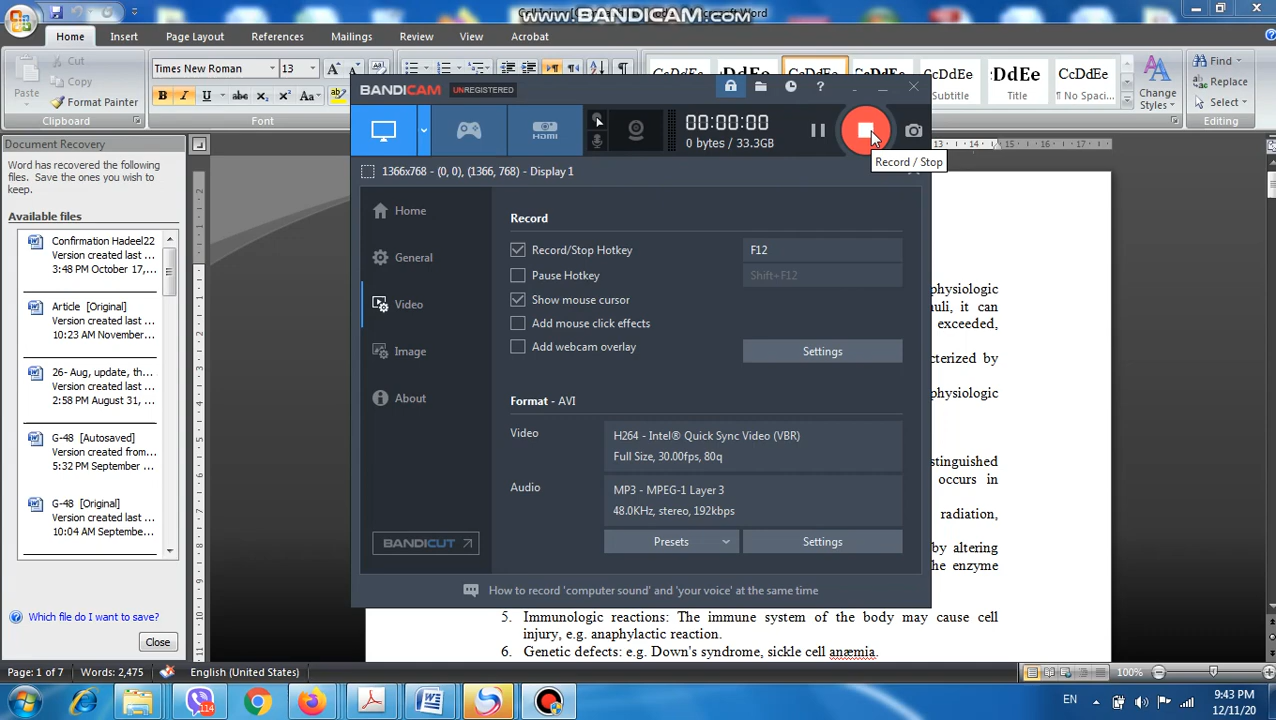 www.BANDICAM.com
Word
Home
Insert
Page Layout
References
Mailings
Review
View
Acrobat
Paste
Cut
Copy
Format Painter
Clipboard
Times New Roman
13
B
I
U
abc
Aa
Font
CcDdEe
Subtitle
DdEe
Title
CcDdEe
Change
Styles
Find
Replace
Select
Editing
Document Recovery
Word has recovered the following
files. Save the ones you wish to
keep.
Available files
Confirmation Hadeel22
Version created last ...
3:48 PM October 17,...
Article [Original]
Version created last ...
10:23 AM November...
26- Aug, update, th...
Version created last ...
2:58 PM August 31, ...
G-48 [Autosaved]
Version created from...
5:32 PM September ...
G-48 [Original]
Version created last ...
10:04 AM Septembe...
Which file do I want to save?
Close
BANDICAM
UNREGISTERED
HDMI
00:00:00
0 bytes / 33.3GB
Record / Stop
1366x768 - (0, 0), (1366, 768) - Display 1
Home
General
Video
Image
About
BANDICUT
Record
Record/Stop Hotkey
F12
Pause Hotkey
Shift+F12
Show mouse cursor
Add mouse click effects
Add webcam overlay
Settings
Format - AVI
Video
H264 - Intel® Quick Sync Video (VBR)
Full Size, 30.00fps, 80q
Audio
MP3 - MPEG-1 Layer 3
48.0KHz, stereo, 192kbps
Presets
Settings
How to record 'computer sound' and 'your voice' at the same time
physiologic
muli, it can
exceeded,
cterized by
physiologic
stinguished
occurs in
radiation,
by altering
he enzyme
5. Immunologic reactions: The immune system of the body may cause cell
injury, e.g. anaphylactic reaction.
6. Genetic defects: e.g. Down's syndrome, sickle cell anæmia.
Page: 1 of 7
Words: 2,475
English (United Kingdom)
100%
114
EN
9:43 PM
12/11/20